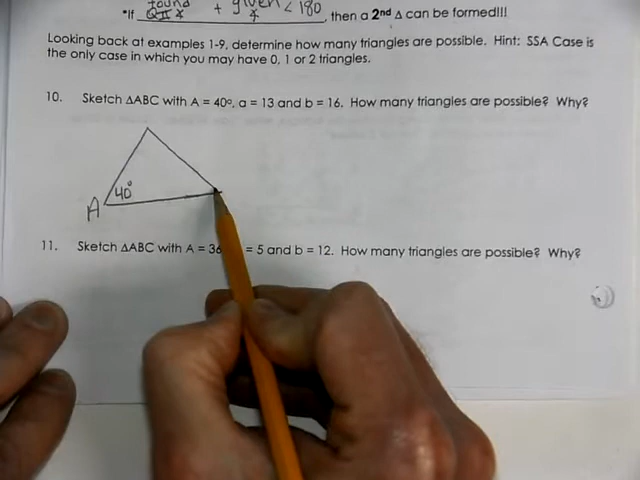 found + given < 180
*If QII ∡ ∡ , then a 2nd Δ can be formed!!!
Looking back at examples 1-9, determine how many triangles are possible. Hint: SSA Case is
the only case in which you may have 0, 1 or 2 triangles.
10. Sketch ΔABC with A = 40º, a = 13 and b = 16. How many triangles are possible? Why?
40°
A
11. Sketch ΔABC with A = 36 = 5 and b = 12. How many triangles are possible? Why?